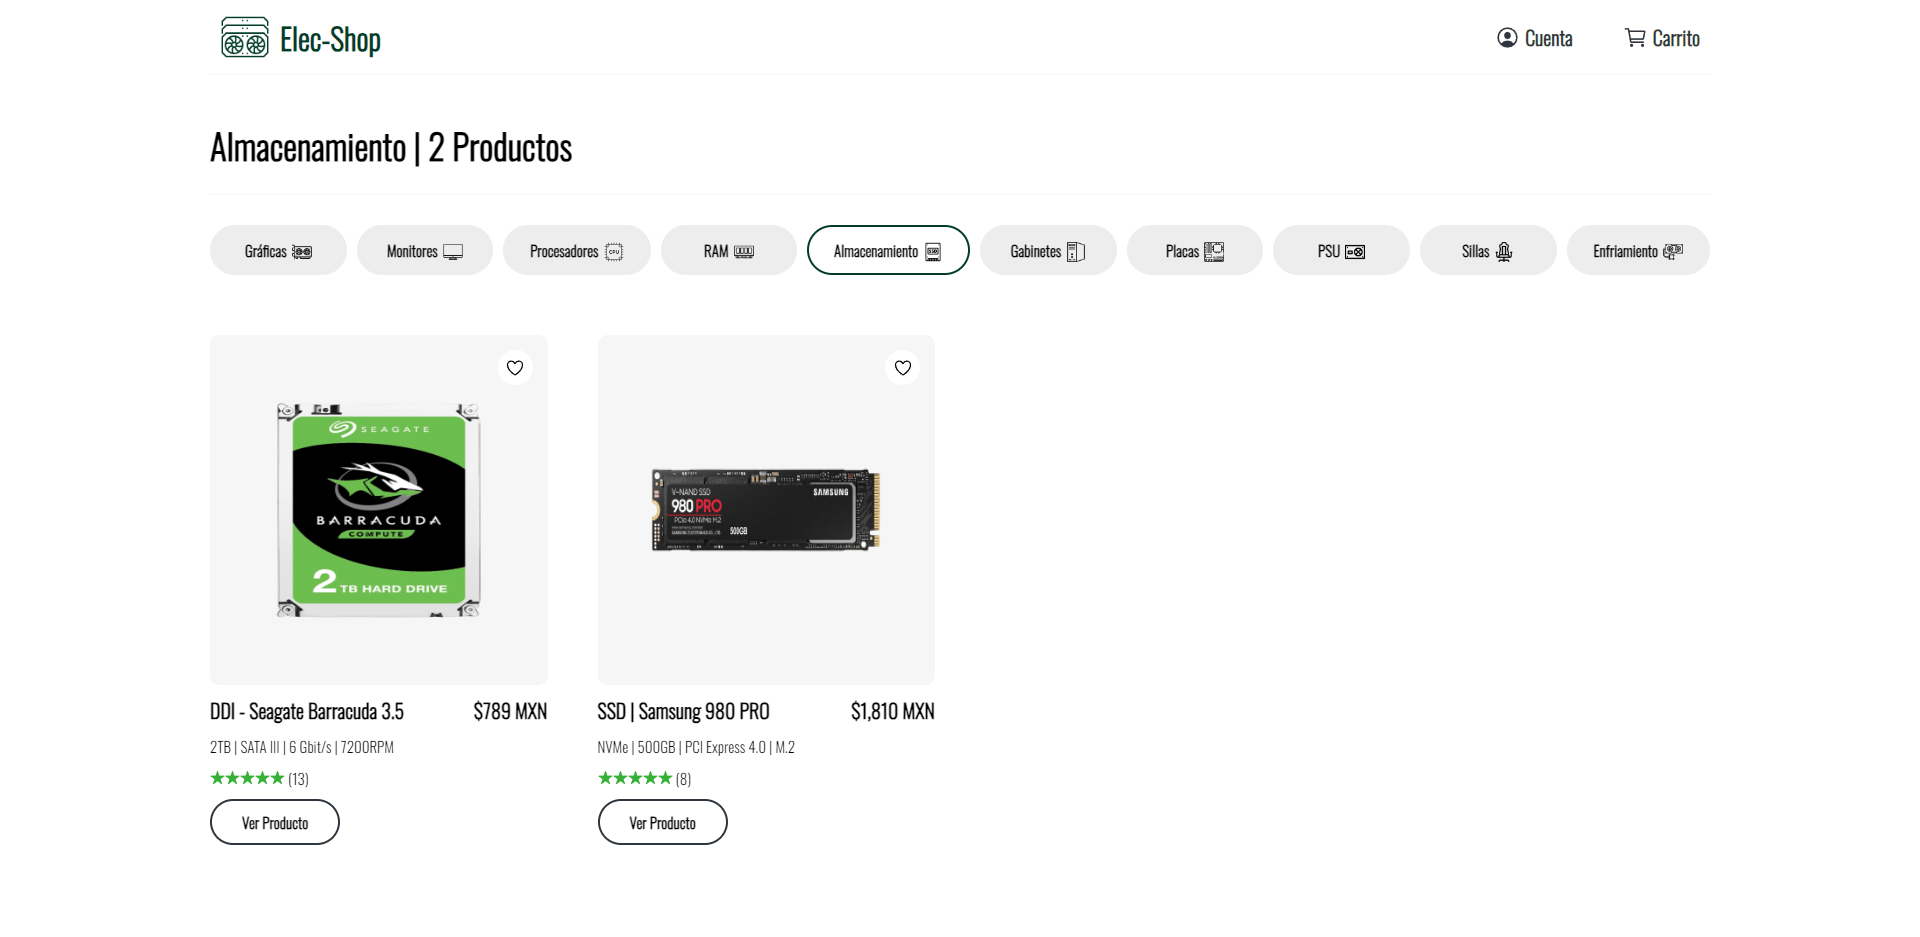 Elec-Shop
Cuenta
Carrito
Almacenamiento | 2 Productos
Gráficas
Monitores
Procesadores
CPU
RAM
Almacenamiento
Gabinetes
Placas
PSU
Sillas
Enfriamiento
SEAGATE
BARRACUDA
COMPUTE
2 TB HARD DRIVE
V-NAND SSD
980 PRO
PCIe 4.0 NVMe M.2
500GB
SAMSUNG
DDI - Seagate Barracuda 3.5
$789 MXN
2TB | SATA III | 6 Gbit/s | 7200RPM
(13)
Ver Producto
SSD | Samsung 980 PRO
$1,810 MXN
NVMe | 500GB | PCI Express 4.0 | M.2
(8)
Ver Producto